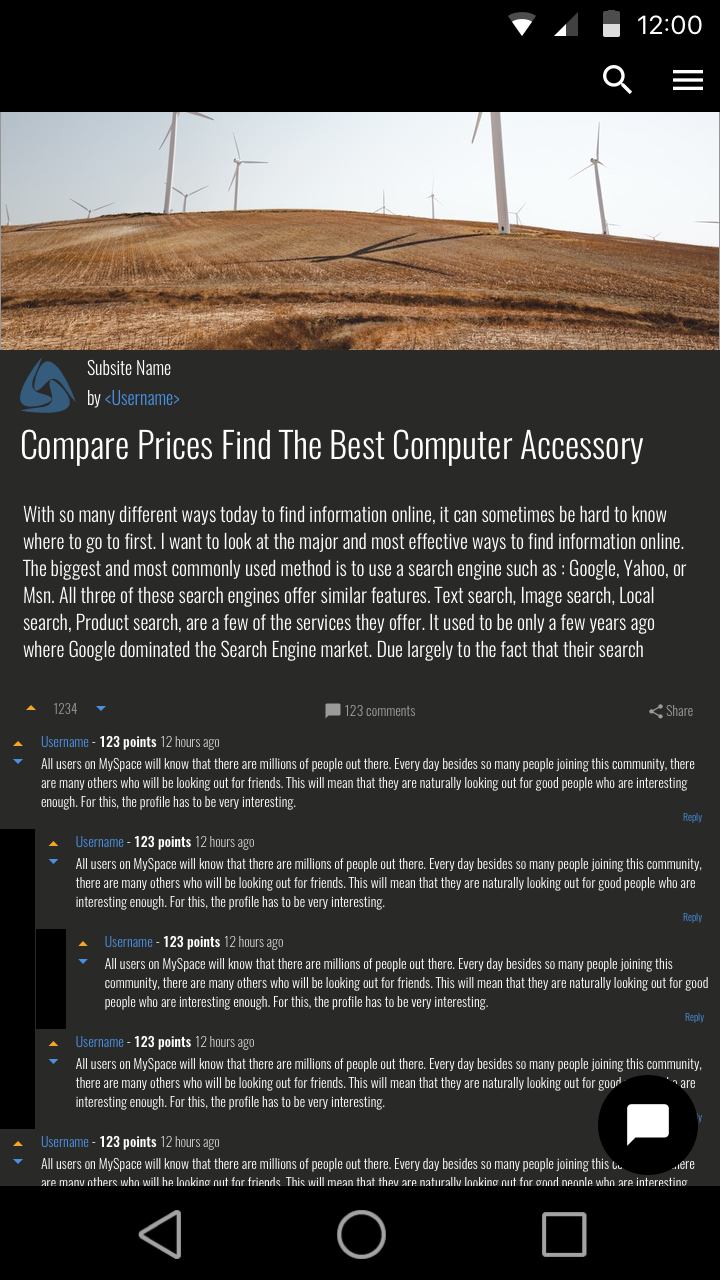 12:00
Subsite Name
by <Username>
Compare Prices Find The Best Computer Accessory
With so many different ways today to find information online, it can sometimes be hard to know
where to go to first. I want to look at the major and most effective ways to find information online.
The biggest and most commonly used method is to use a search engine such as : Google, Yahoo, or
Msn. All three of these search engines offer similar features. Text search, Image search, Local
search, Product search, are a few of the services they offer. It used to be only a few years ago
where Google dominated the Search Engine market. Due largely to the fact that their search
1234 123 comments Share
Username - 123 points 12 hours ago
All users on MySpace will know that there are millions of people out there. Every day besides so many people joining this community, there
are many others who will be looking out for friends. This will mean that they are naturally looking out for good people who are interesting
enough. For this, the profile has to be very interesting.
Reply
Username - 123 points 12 hours ago
All users on MySpace will know that there are millions of people out there. Every day besides so many people joining this community,
there are many others who will be looking out for friends. This will mean that they are naturally looking out for good people who are
interesting enough. For this, the profile has to be very interesting.
Reply
Username - 123 points 12 hours ago
All users on MySpace will know that there are millions of people out there. Every day besides so many people joining this
community, there are many others who will be looking out for friends. This will mean that they are naturally looking out for good
people who are interesting enough. For this, the profile has to be very interesting.
Reply
Username - 123 points 12 hours ago
All users on MySpace will know that there are millions of people out there. Every day besides so many people joining this community,
there are many others who will be looking out for friends. This will mean that they are naturally looking out for good are
interesting enough. For this, the profile has to be very interesting.
Username - 123 points 12 hours ago
All users on MySpace will know that there are millions of people out there. Every day besides so many people joining this
are many others who will be looking out for friends. This will mean that they are naturally looking out for good people who are interesting